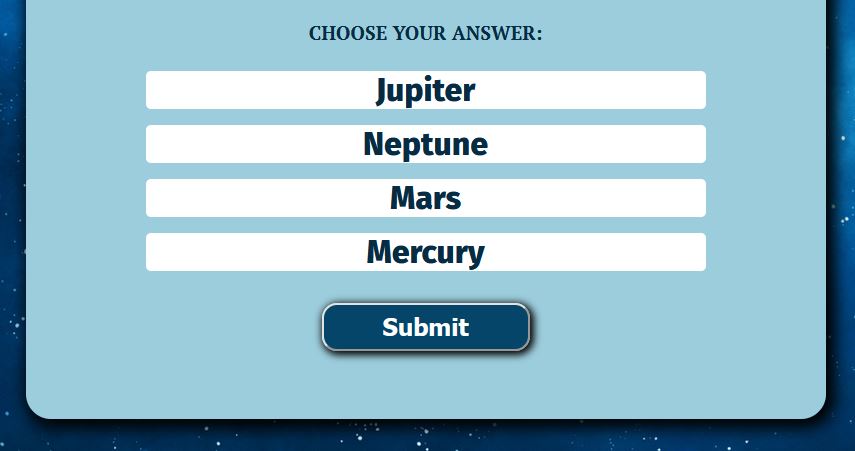 CHOOSE YOUR ANSWER:
Jupiter
Neptune
Mars
Mercury
Submit